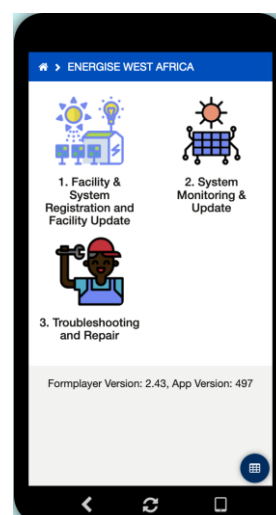 ENERGISE WEST AFRICA
1. Facility &
System
Registration and
Facility Update
2. System
Monitoring &
Update
3. Troubleshooting
and Repair
Formplayer Version: 2.43, App Version: 497